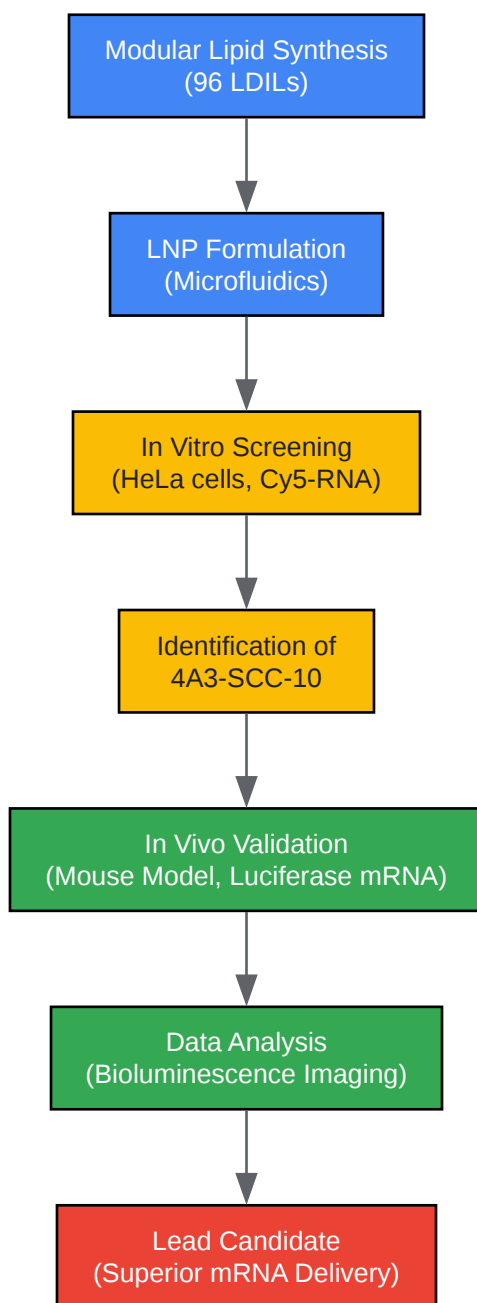 Modular Lipid Synthesis
(96 LDILs)
LNP Formulation
(Microfluidics)
In Vitro Screening
(HeLa cells, Cy5-RNA)
Identification of
4A3-SCC-10
In Vivo Validation
(Mouse Model, Luciferase mRNA)
Data Analysis
(Bioluminescence Imaging)
Lead Candidate
(Superior mRNA Delivery)